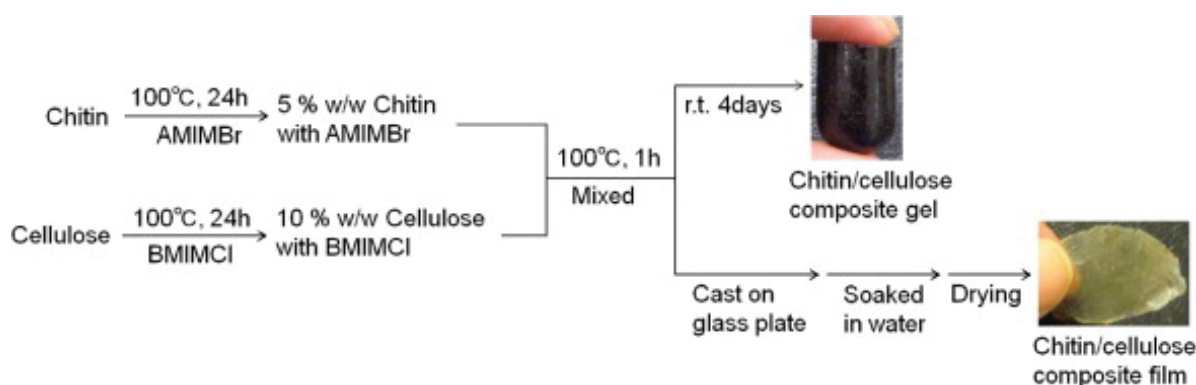 Chitin
100°C, 24h
AMIMBr
5 % w/w Chitin
with AMIMBr
Cellulose
100°C, 24h
BMIMCl
10 % w/w Cellulose
with BMIMCl
100°C, 1h
Mixed
r.t. 4days
Chitin/cellulose
composite gel
Cast on
glass plate
Soaked
in water
Drying
Chitin/cellulose
composite film